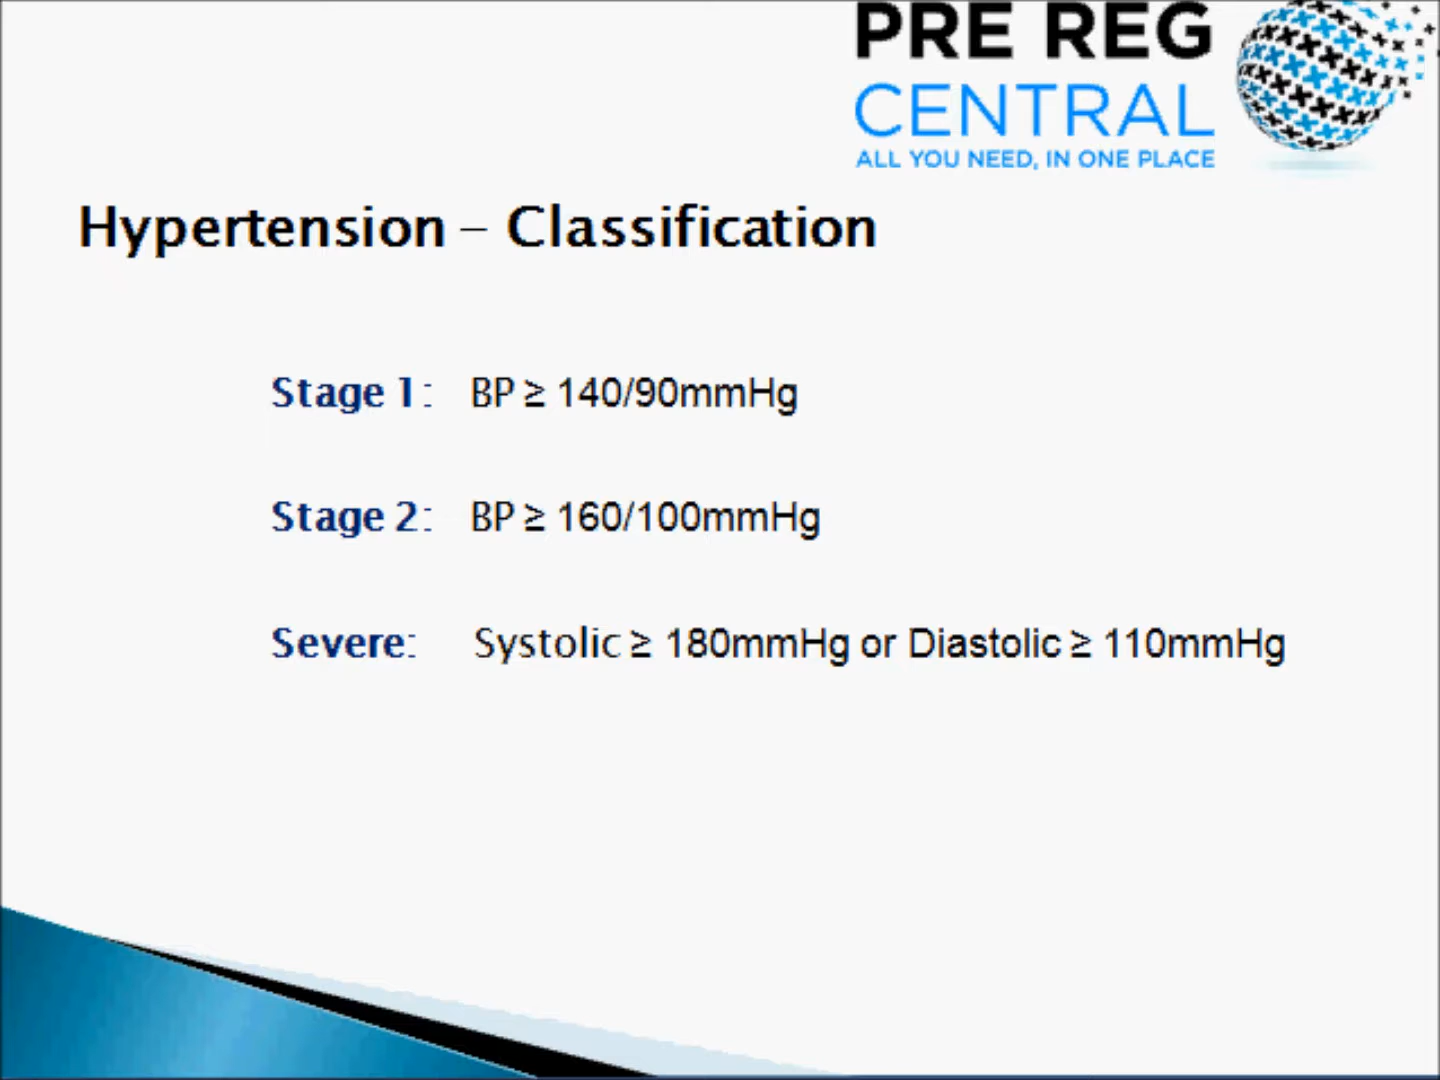 PRE REG
CENTRAL
ALL YOU NEED, IN ONE PLACE
Hypertension – Classification
Stage 1: BP ≥ 140/90mmHg
Stage 2: BP ≥ 160/100mmHg
Severe: Systolic ≥ 180mmHg or Diastolic ≥ 110mmHg